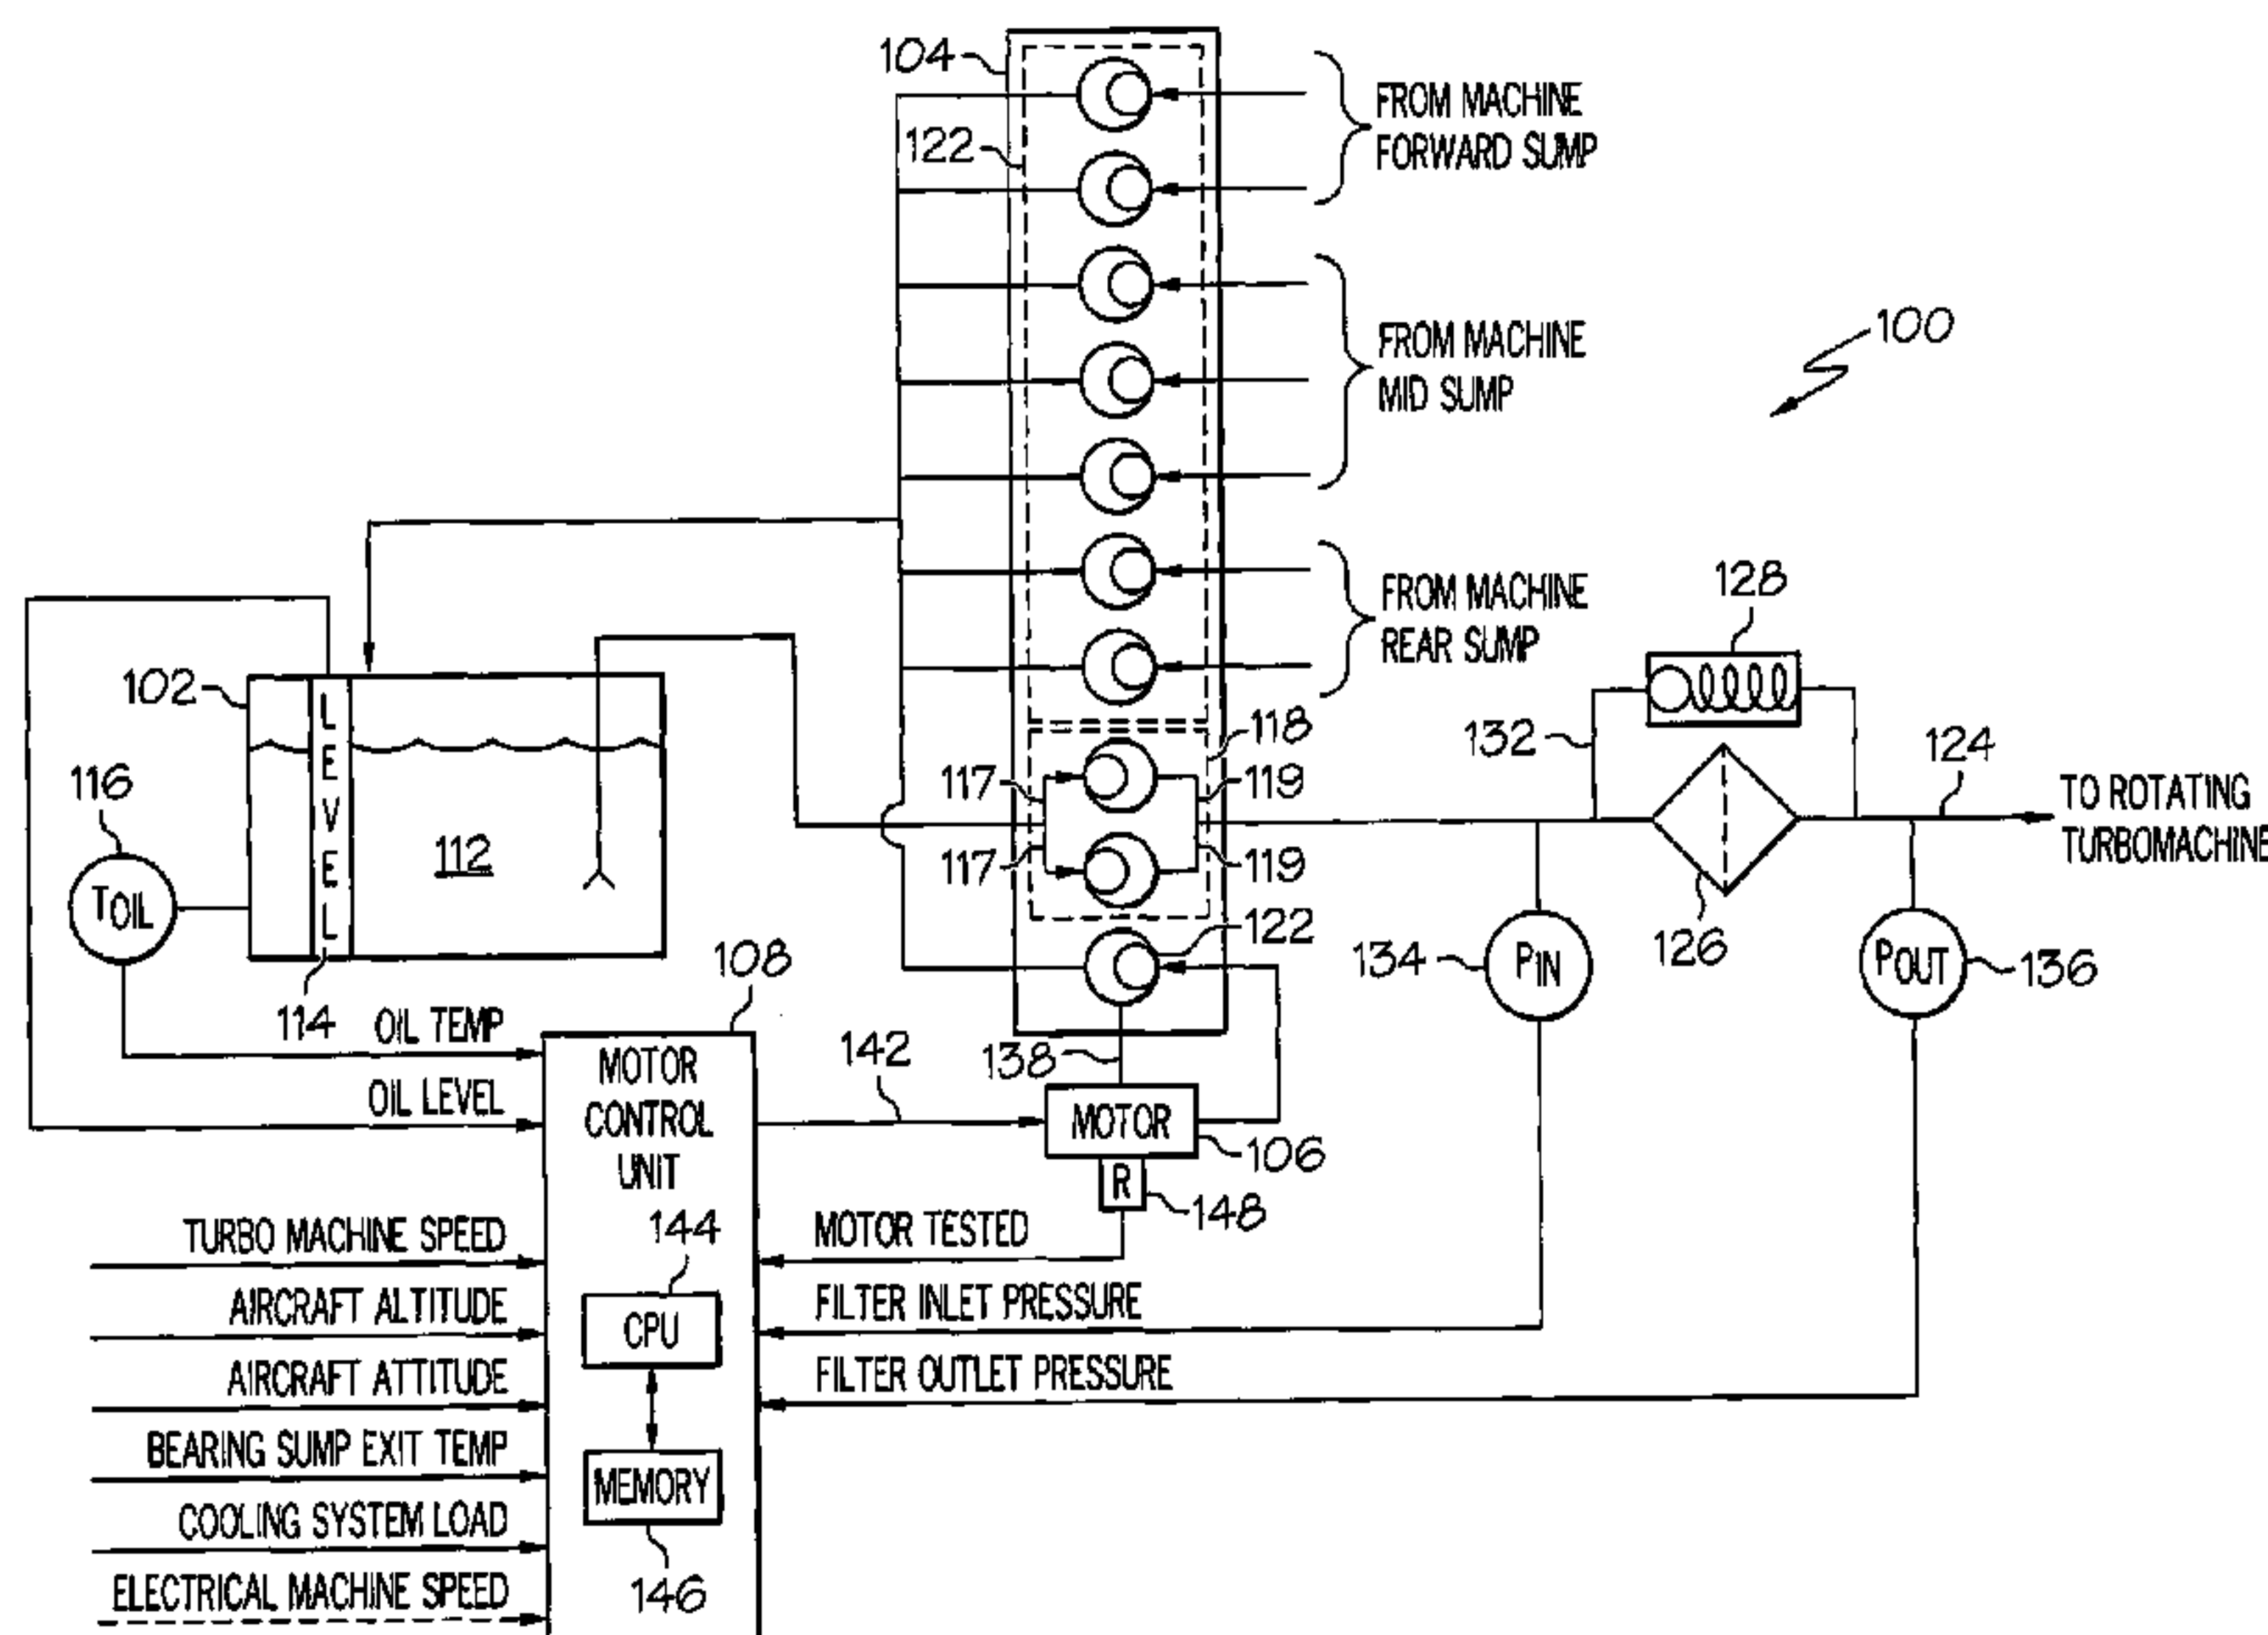 104
122
FROM MACHINE
FORWARD SUMP
FROM MACHINE
MID SUMP
100
FROM MACHINE
REAR SUMP
128
102
LEVEL
118
132
124
116
117
119
TO ROTATING
TURBOMACHINE
112
117
119
TOIL
122
126
134
PIN
POUT
136
108
114
OIL TEMP
142
138
MOTOR
CONTROL
UNIT
OIL LEVEL
MOTOR
106
R
148
TURBO MACHINE SPEED
144
MOTOR TESTED
AIRCRAFT ALTITUDE
CPU
FILTER INLET PRESSURE
AIRCRAFT ATTITUDE
FILTER OUTLET PRESSURE
BEARING SUMP EXIT TEMP
MEMORY
COOLING SYSTEM LOAD
146
ELECTRICAL MACHINE SPEED